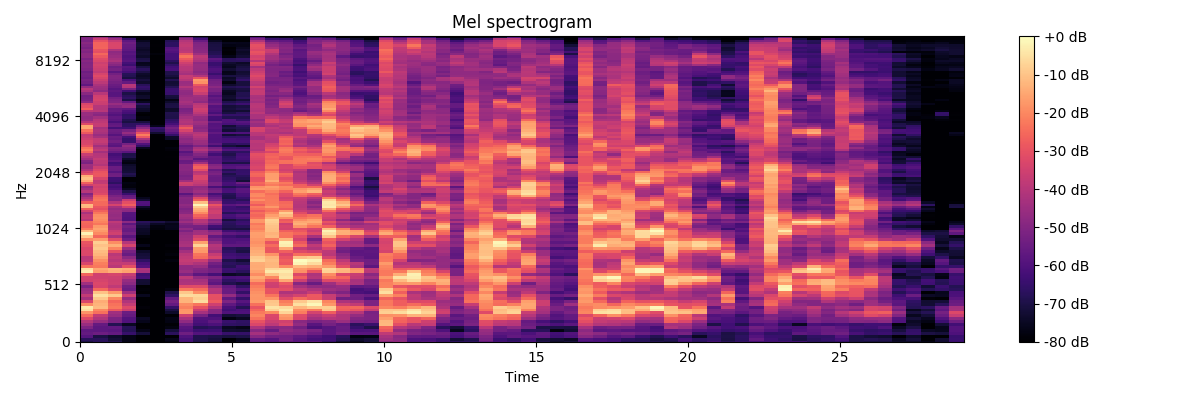 Mel spectrogram
Hz
8192
4096
2048
1024
512
0
0 5 10 15 20 25
Time
+0 dB
-10 dB
-20 dB
-30 dB
-40 dB
-50 dB
-60 dB
-70 dB
-80 dB